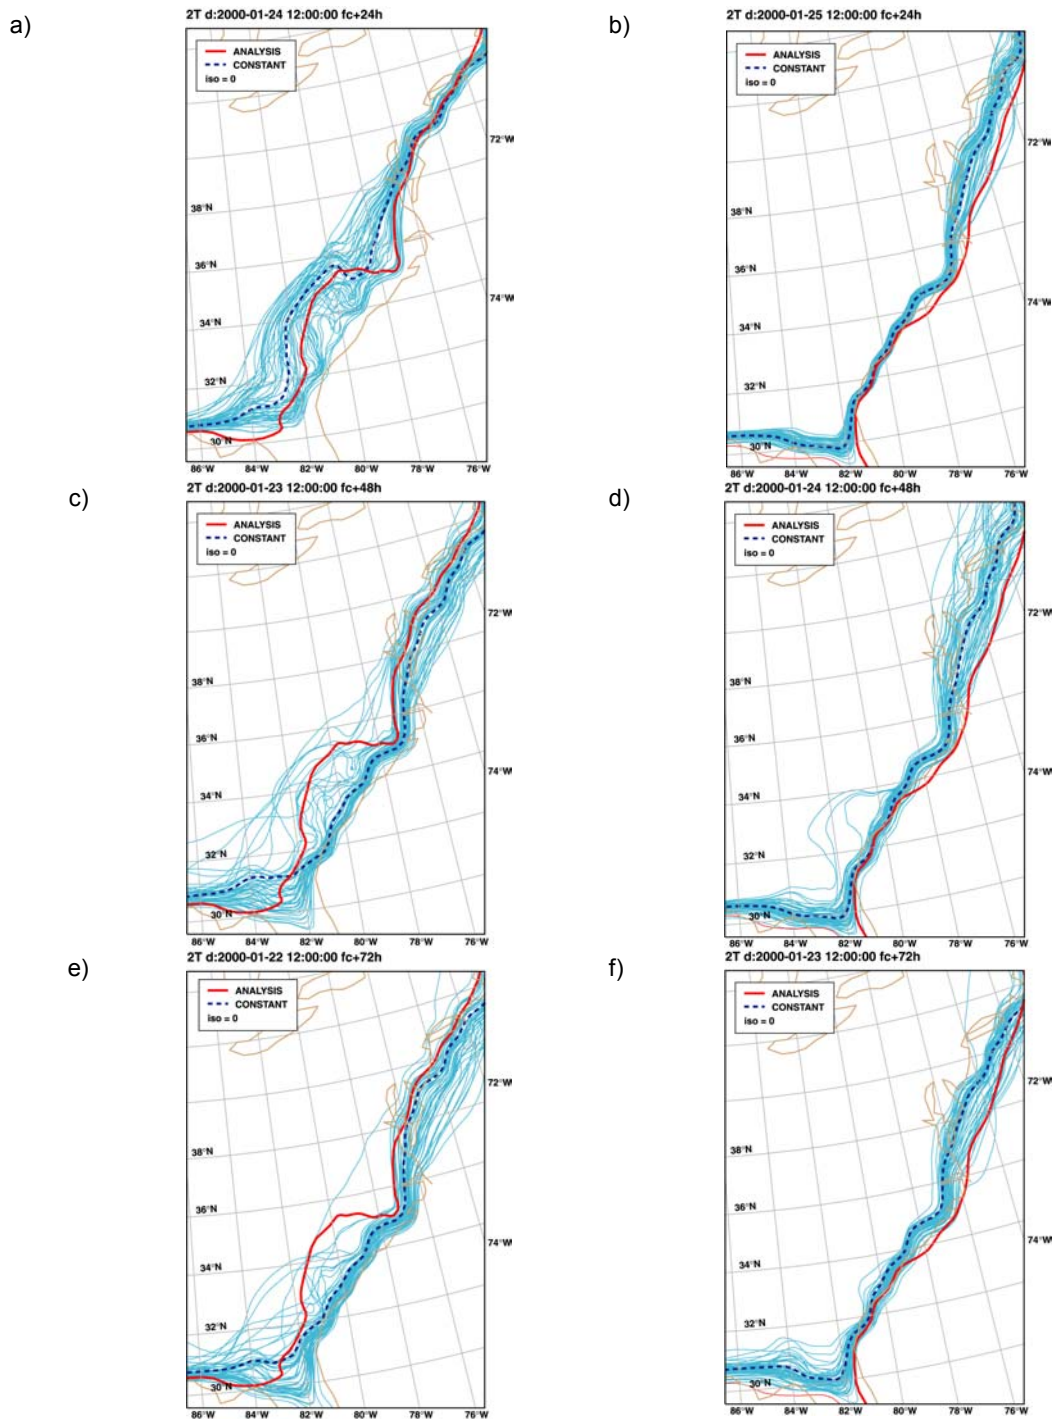 a)
2T d:2000-01-24 12:00:00 fc+24h
ANALYSIS
CONSTANT
iso = 0
72°W
38°N
36°N
74°W
34°N
32°N
30°N
86°W 84°W 82°W 80°W 78°W 76°W
b)
2T d:2000-01-25 12:00:00 fc+24h
ANALYSIS
CONSTANT
iso = 0
72°W
38°N
36°N
74°W
34°N
32°N
30°N
86°W 84°W 82°W 80°W 78°W 76°W
c)
2T d:2000-01-23 12:00:00 fc+48h
ANALYSIS
CONSTANT
iso = 0
72°W
38°N
36°N
74°W
34°N
32°N
30°N
86°W 84°W 82°W 80°W 78°W 76°W
d)
2T d:2000-01-24 12:00:00 fc+48h
ANALYSIS
CONSTANT
iso = 0
72°W
38°N
36°N
74°W
34°N
32°N
30°N
86°W 84°W 82°W 80°W 78°W 76°W
e)
2T d:2000-01-22 12:00:00 fc+72h
ANALYSIS
CONSTANT
iso = 0
72°W
38°N
36°N
74°W
34°N
32°N
30°N
86°W 84°W 82°W 80°W 78°W 76°W
f)
2T d:2000-01-23 12:00:00 fc+72h
ANALYSIS
CONSTANT
iso = 0
72°W
38°N
36°N
74°W
34°N
32°N
30°N
86°W 84°W 82°W 80°W 78°W 76°W